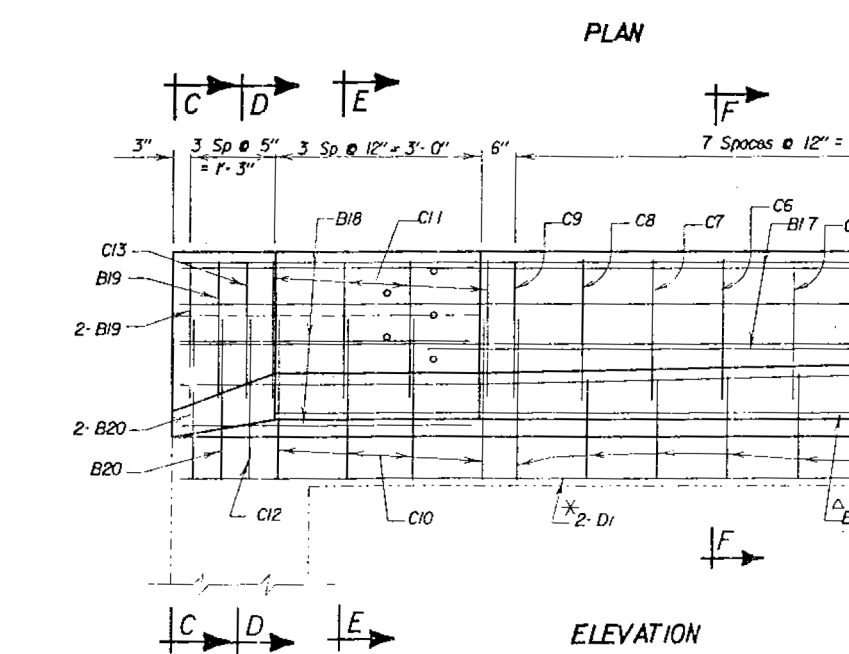 PLAN
C D E F
3" 3 Sp @ 5" 3 Sp @ 12" = 3'-0" 6" 7 Spaces @ 12" =
= 1'-3"
C6
B18 C11 C9 C8 C7 B17 C
C13
B19
2-B19
2-B20
B20
C12 C10 *2-D1
F
C D E
ELEVATION